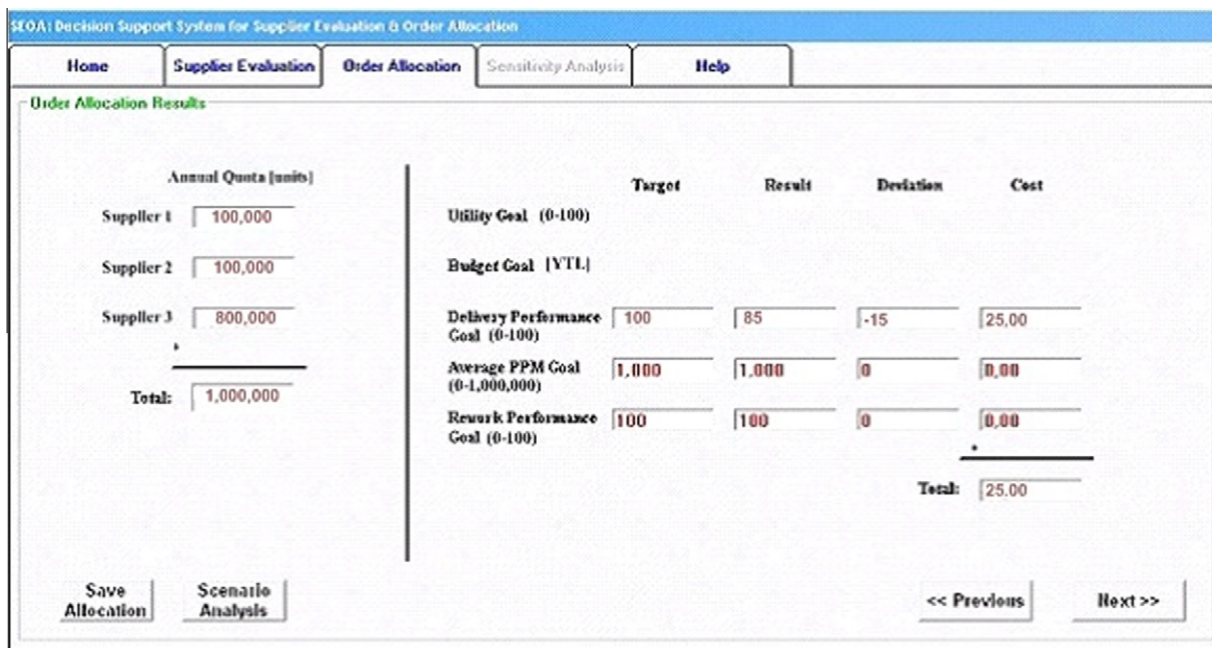 SEOA: Decision Support System for Supplier Evaluation & Order Allocation
Home Supplier Evaluation Order Allocation Sensitivity Analysis Help
Order Allocation Results
Annual Quota [units]
Target Result Deviation Cost
Supplier 1 100,000 Utility Goal (0-100)
Supplier 2 100,000 Budget Goal [YTL]
Supplier 3 800,000 Delivery Performance 100 85 -15 25,00
Goal (0-100)
+
Average PPM Goal 1,000 1,000 0 0,00
(0-1,000,000)
Total: 1,000,000
Rework Performance 100 100 0 0,00
Goal (0-100)
+
Total: 25.00
Save Allocation Scenario Analysis << Previous Next >>